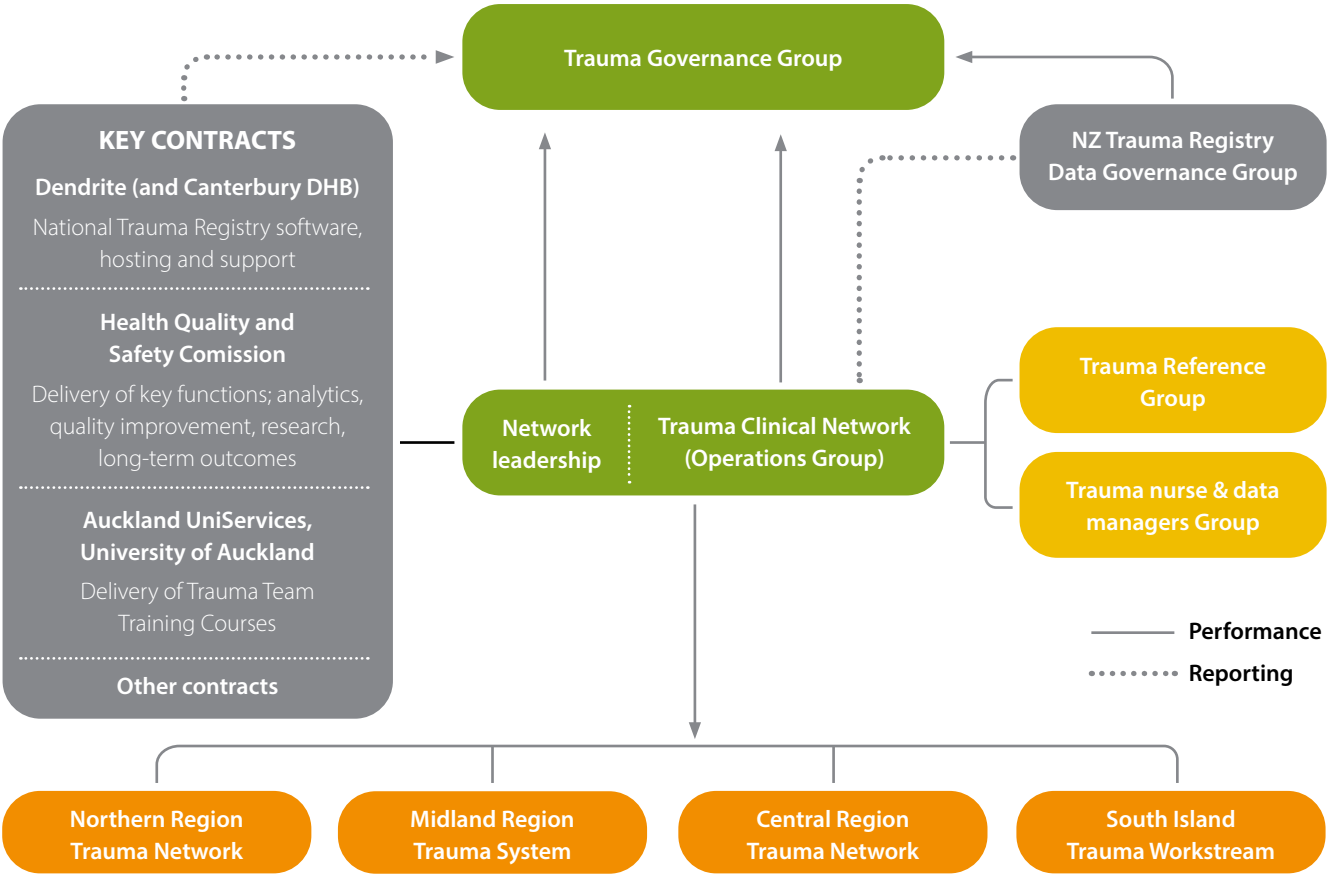 Trauma Governance Group
KEY CONTRACTS
Dendrite (and Canterbury DHB)
National Trauma Registry software,
hosting and support
Health Quality and
Safety Comission
Delivery of key functions; analytics,
quality improvement, research,
long-term outcomes
Auckland UniServices,
University of Auckland
Delivery of Trauma Team
Training Courses
Other contracts
NZ Trauma Registry
Data Governance Group
Network
leadership
Trauma Clinical Network
(Operations Group)
Trauma Reference
Group
Trauma nurse & data
managers Group
Performance
Reporting
Northern Region
Trauma Network
Midland Region
Trauma System
Central Region
Trauma Network
South Island
Trauma Workstream